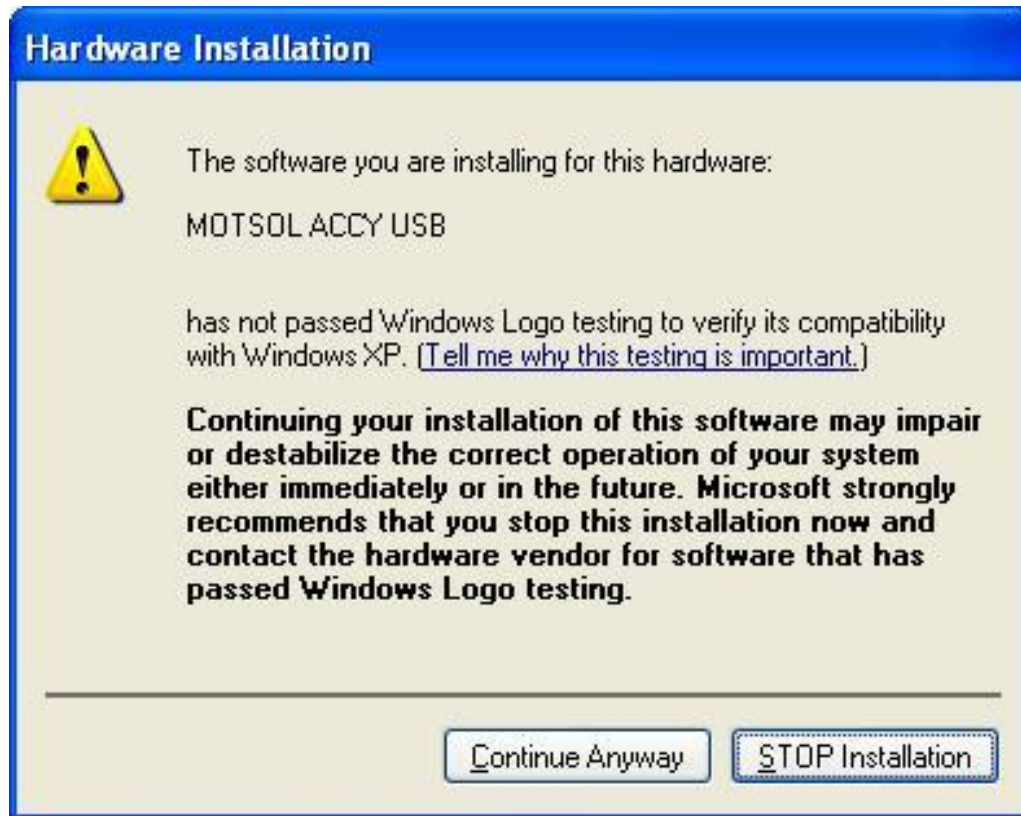 Hardware Installation
The software you are installing for this hardware:
MOTSOL ACCY USB
has not passed Windows Logo testing to verify its compatibility
with Windows XP. (Tell me why this testing is important.)
Continuing your installation of this software may impair
or destabilize the correct operation of your system
either immediately or in the future. Microsoft strongly
recommends that you stop this installation now and
contact the hardware vendor for software that has
passed Windows Logo testing.
Continue Anyway STOP Installation